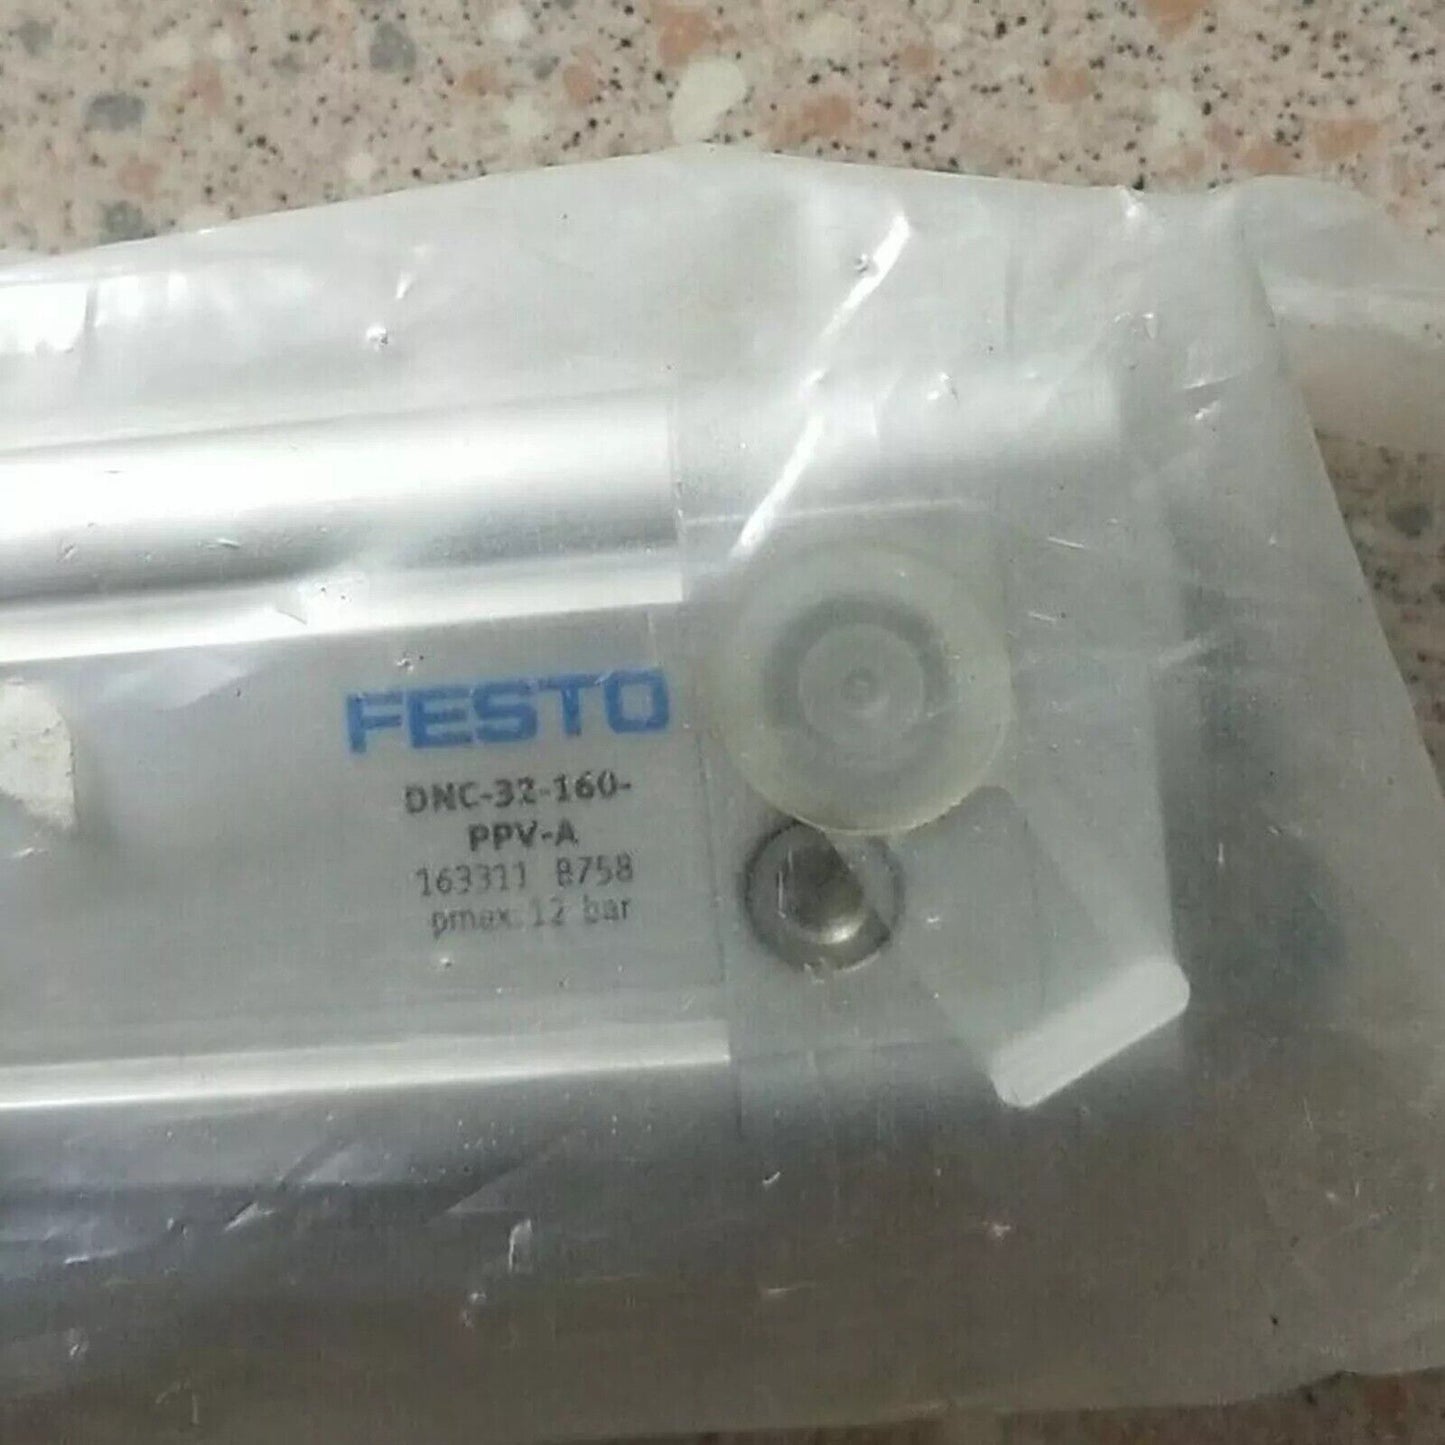 FESTO
DNC-32-160-
PPV-A
163311 B758
pmax: 12 bar